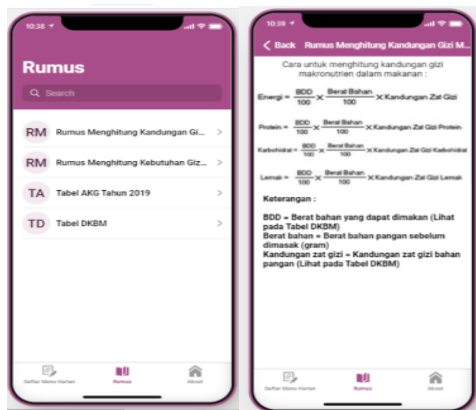 10:38
Rumus
Search
RM Rumus Menghitung Kandungan Gi... >
RM Rumus Menghitung Kebutuhan Giz... >
TA Tabel AKG Tahun 2019 >
TD Tabel DKBM >
Daftar Menu Harian Rumus About
10:39
< Back Rumus Menghitung Kandungan Gizi M...
Cara untuk menghitung kandungan gizi
makronutrien dalam makanan :
Energi = BDD/100 × Berat Bahan/100 × Kandungan Zat Gizi
Protein = BDD/100 × Berat Bahan/100 × Kandungan Zat Gizi Protein
Karbohidrat = BDD/100 × Berat Bahan/100 × Kandungan Zat Gizi Karbohidrat
Lemak = BDD/100 × Berat Bahan/100 × Kandungan Zat Gizi Lemak
Keterangan :
BDD = Berat bahan yang dapat dimakan (Lihat
pada Tabel DKBM)
Berat bahan = Berat bahan pangan sebelum
dimasak (gram)
Kandungan zat gizi = Kandungan zat gizi bahan
pangan (Lihat pada Tabel DKBM)
Daftar Menu Harian Rumus About